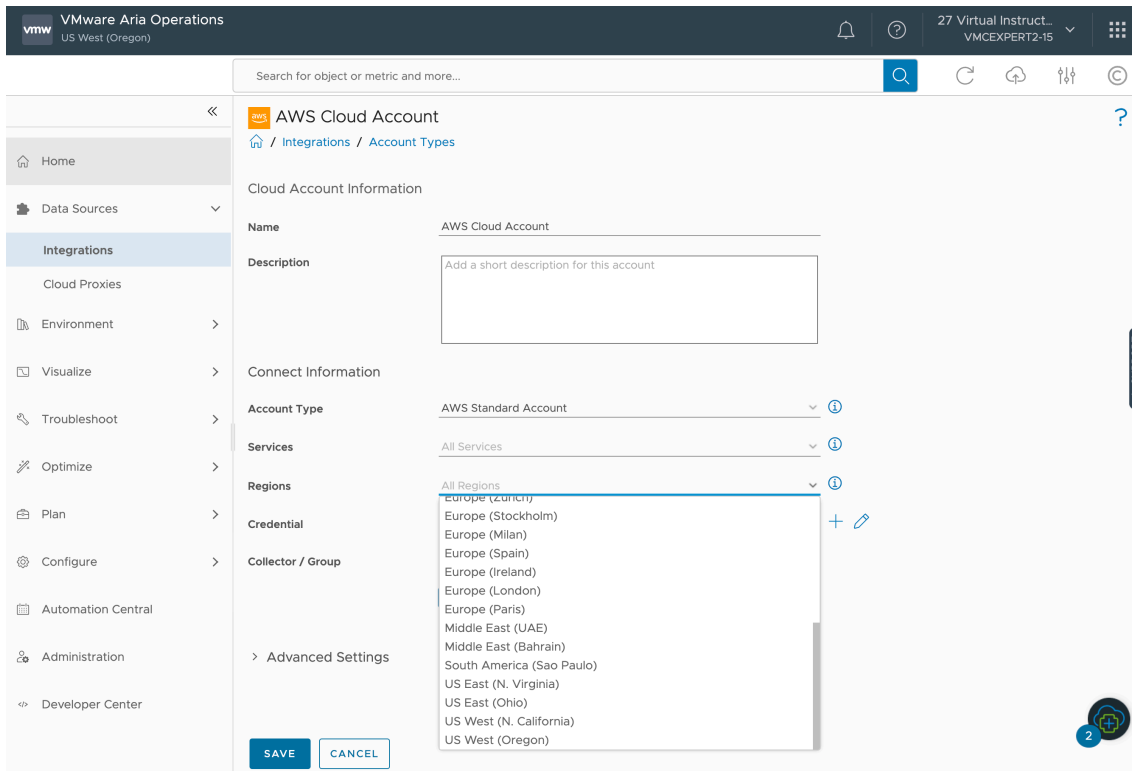 vmw
VMware Aria Operations
US West (Oregon)
27 Virtual Instruct...
VMCEXPERT2-15
Search for object or metric and more...
Home
Data Sources
Integrations
Cloud Proxies
Environment
Visualize
Troubleshoot
Optimize
Plan
Configure
Automation Central
Administration
Developer Center
aws AWS Cloud Account
/ Integrations / Account Types
Cloud Account Information
Name AWS Cloud Account
Description Add a short description for this account
Connect Information
Account Type AWS Standard Account
Services All Services
Regions All Regions
Credential
Collector / Group
Europe (Zurich)
Europe (Stockholm)
Europe (Milan)
Europe (Spain)
Europe (Ireland)
Europe (London)
Europe (Paris)
Middle East (UAE)
Middle East (Bahrain)
South America (Sao Paulo)
US East (N. Virginia)
US East (Ohio)
US West (N. California)
US West (Oregon)
Advanced Settings
SAVE CANCEL
2